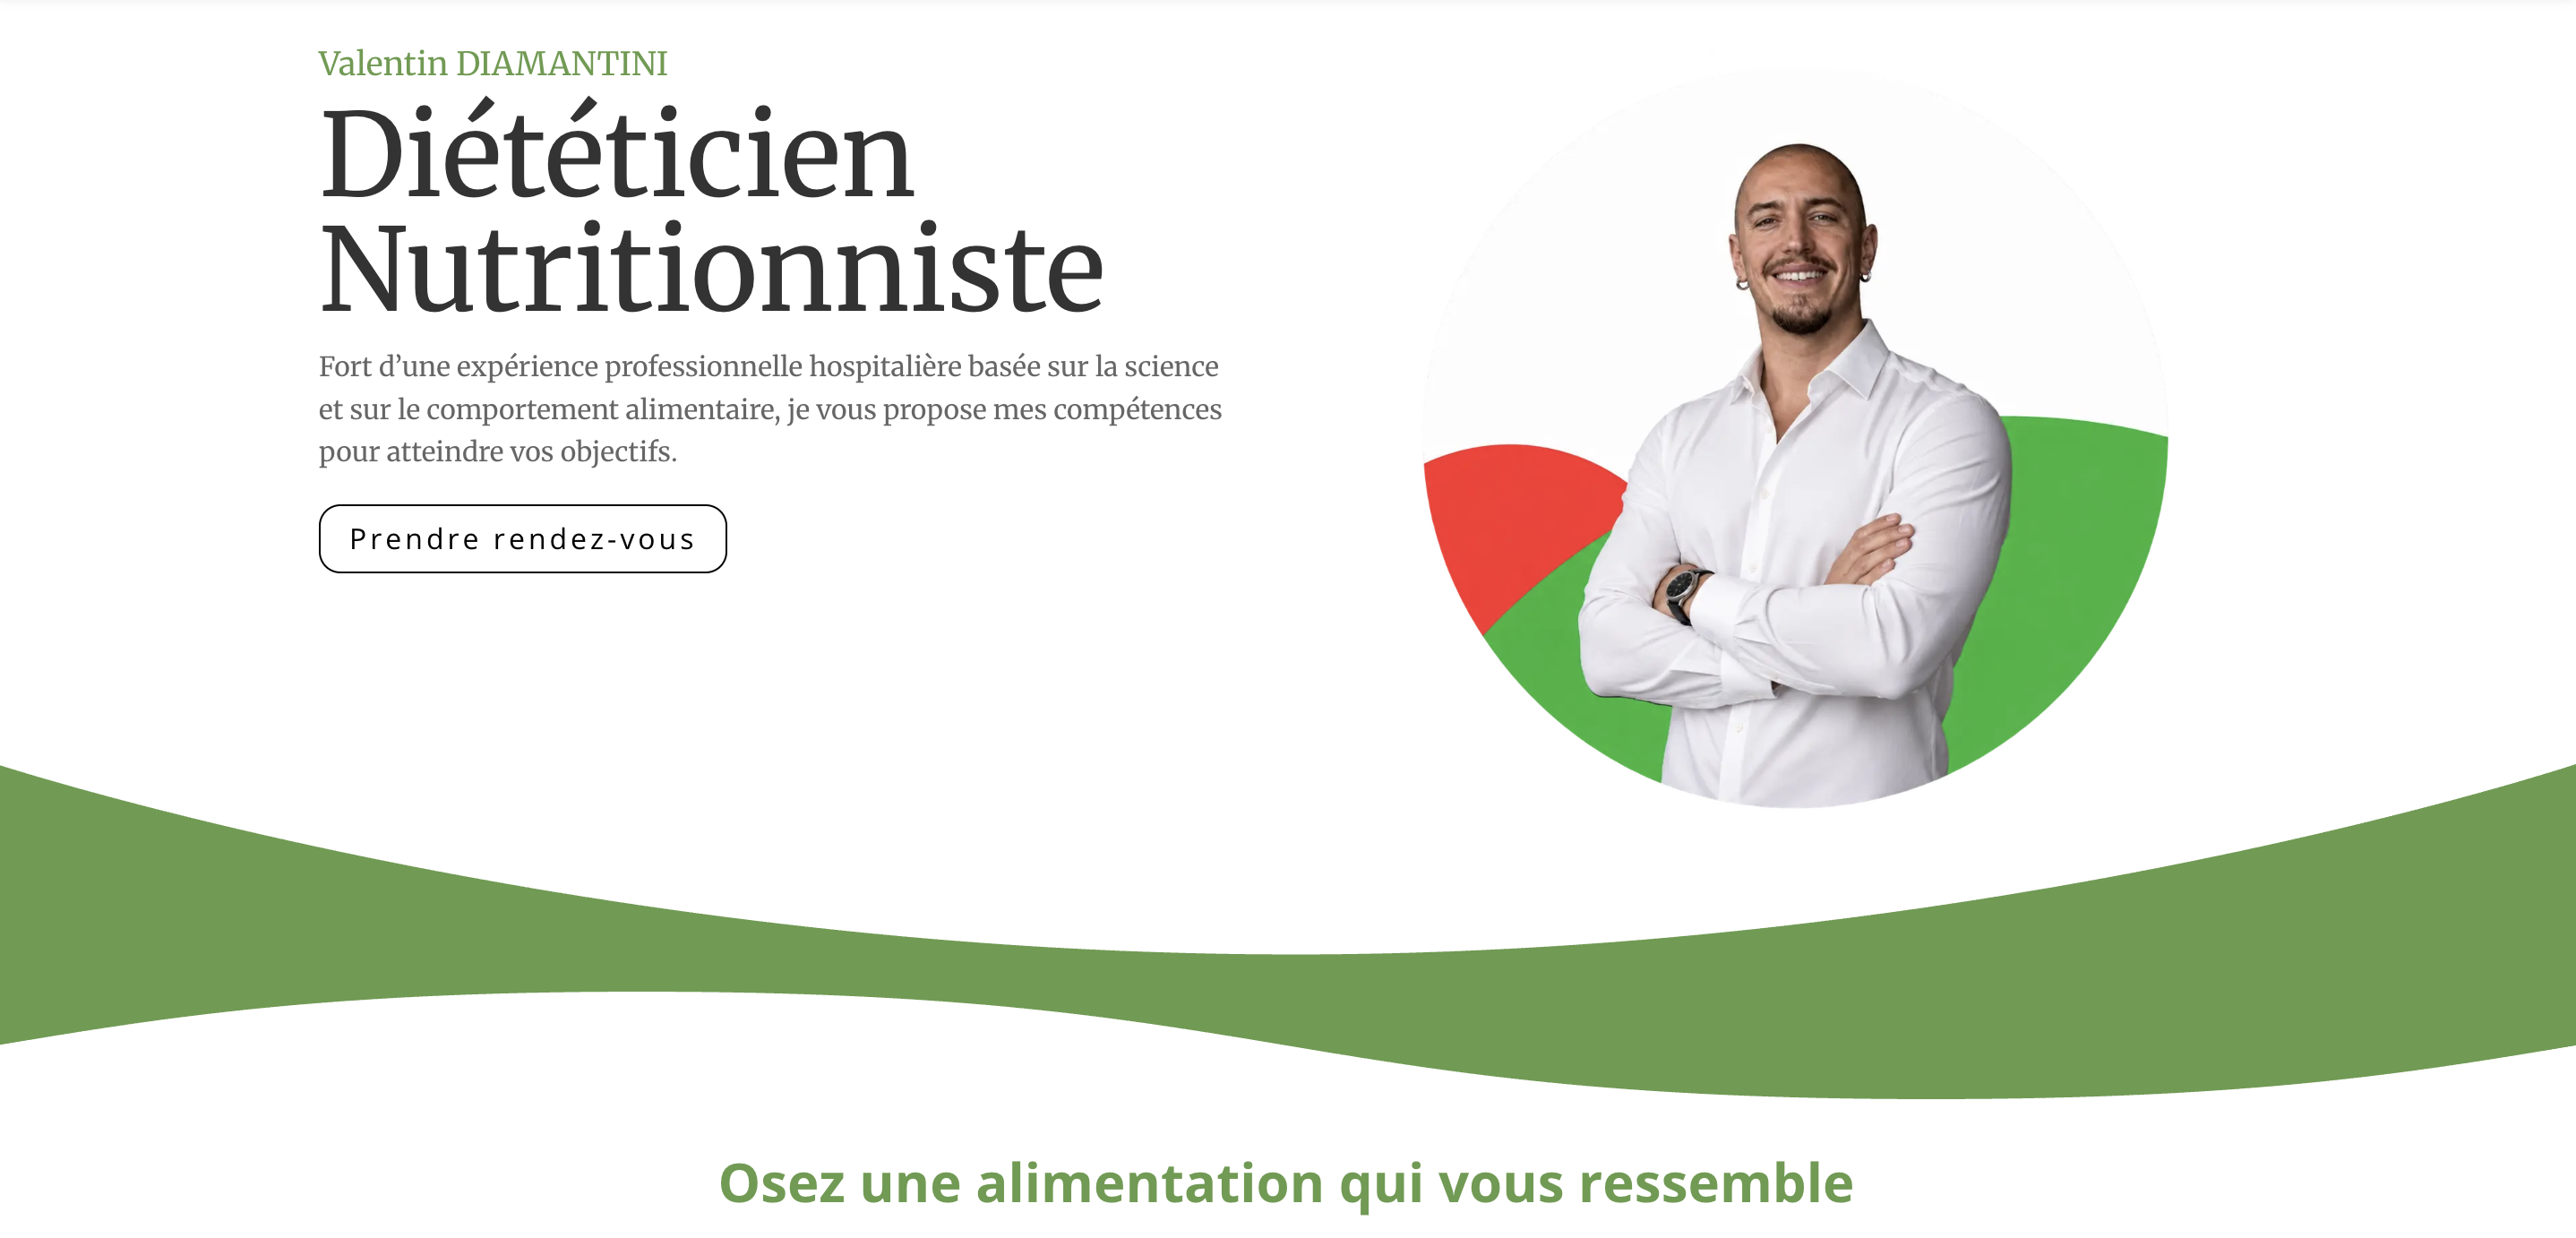 Valentin DIAMANTINI
Diététicien
Nutritionniste
Fort d’une expérience professionnelle hospitalière basée sur la science
et sur le comportement alimentaire, je vous propose mes compétences
pour atteindre vos objectifs.
Prendre rendez-vous
Osez une alimentation qui vous ressemble